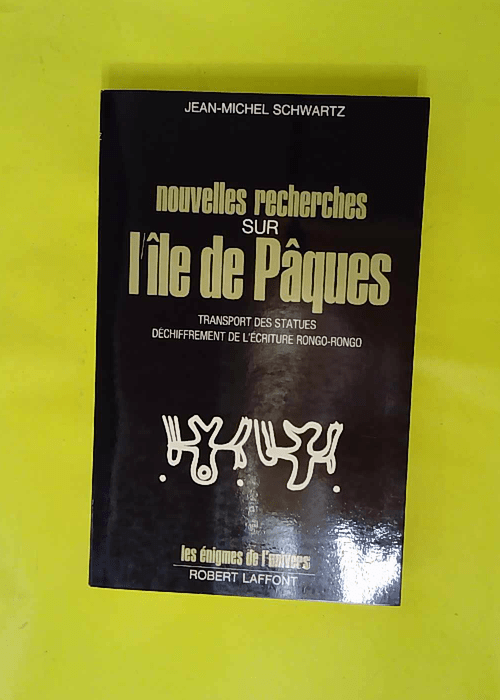 JEAN-MICHEL SCHWARTZ
nouvelles recherches
SUR
l'île de Pâques
TRANSPORT DES STATUES
DÉCHIFFREMENT DE L'ÉCRITURE RONGO-RONGO
les énigmes de l'univers
ROBERT LAFFONT